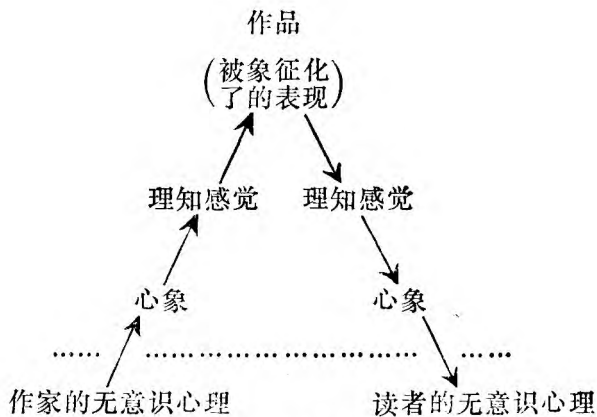 作品
(被象征化
了的表现)
理知感觉 理知感觉
心象 心象
作家的无意识心理 读者的无意识心理